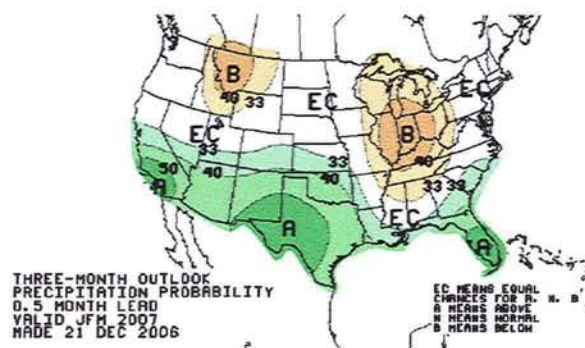 B
40 33
EC
EC
EC
B
33
33
40
50
40
33 33
A
A
EC
A
THREE-MONTH OUTLOOK
PRECIPITATION PROBABILITY
0.5 MONTH LEAD
VALID JFM 2007
MADE 21 DEC 2006
EC MEANS EQUAL
CHANCES FOR A, N, B
A MEANS ABOVE
N MEANS NORMAL
B MEANS BELOW